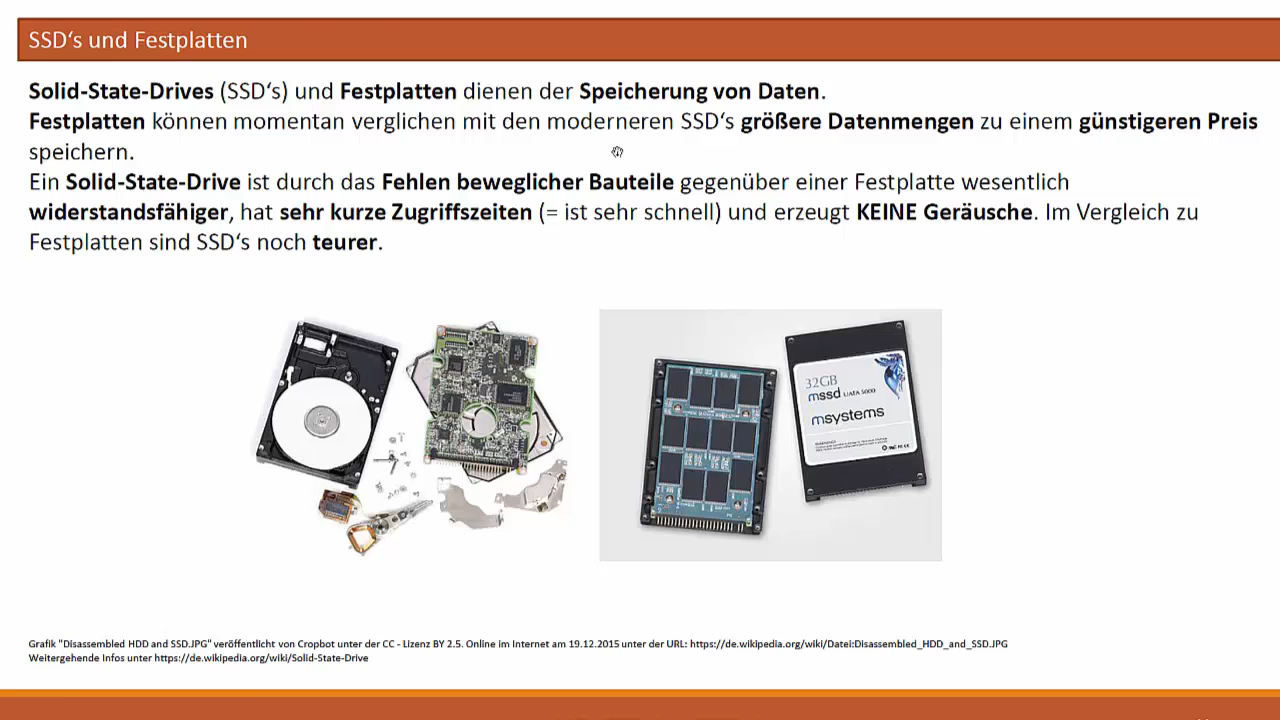 SSD‘s und Festplatten
Solid-State-Drives (SSD‘s) und Festplatten dienen der Speicherung von Daten.
Festplatten können momentan verglichen mit den moderneren SSD‘s größere Datenmengen zu einem günstigeren Preis
speichern.
Ein Solid-State-Drive ist durch das Fehlen beweglicher Bauteile gegenüber einer Festplatte wesentlich
widerstandsfähiger, hat sehr kurze Zugriffszeiten (= ist sehr schnell) und erzeugt KEINE Geräusche. Im Vergleich zu
Festplatten sind SSD‘s noch teurer.
32GB
mssd UATA 5000
msystems
Grafik "Disassembled HDD and SSD.JPG" veröffentlicht von Cropbot unter der CC - Lizenz BY 2.5. Online im Internet am 19.12.2015 unter der URL: https://de.wikipedia.org/wiki/Datei:Disassembled_HDD_and_SSD.JPG
Weitergehende Infos unter https://de.wikipedia.org/wiki/Solid-State-Drive